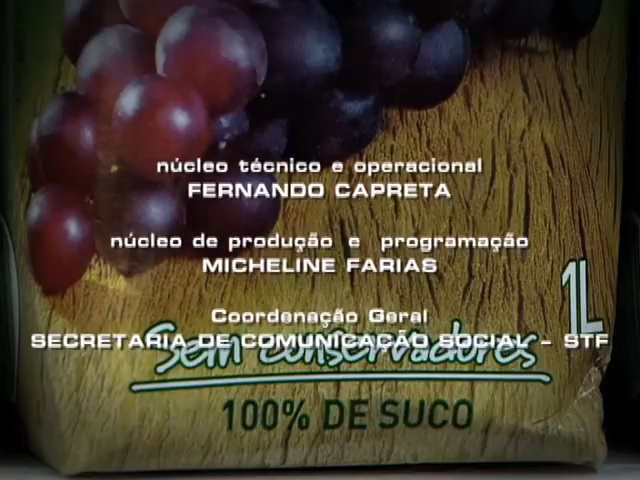 núcleo técnico e operacional
FERNANDO CAPRETA
núcleo de produção e programação
MICHELINE FARIAS
Coordenação Geral
SECRETARIA DE COMUNICAÇÃO SOCIAL - STF
1L
Sem conservadores
100% DE SUCO